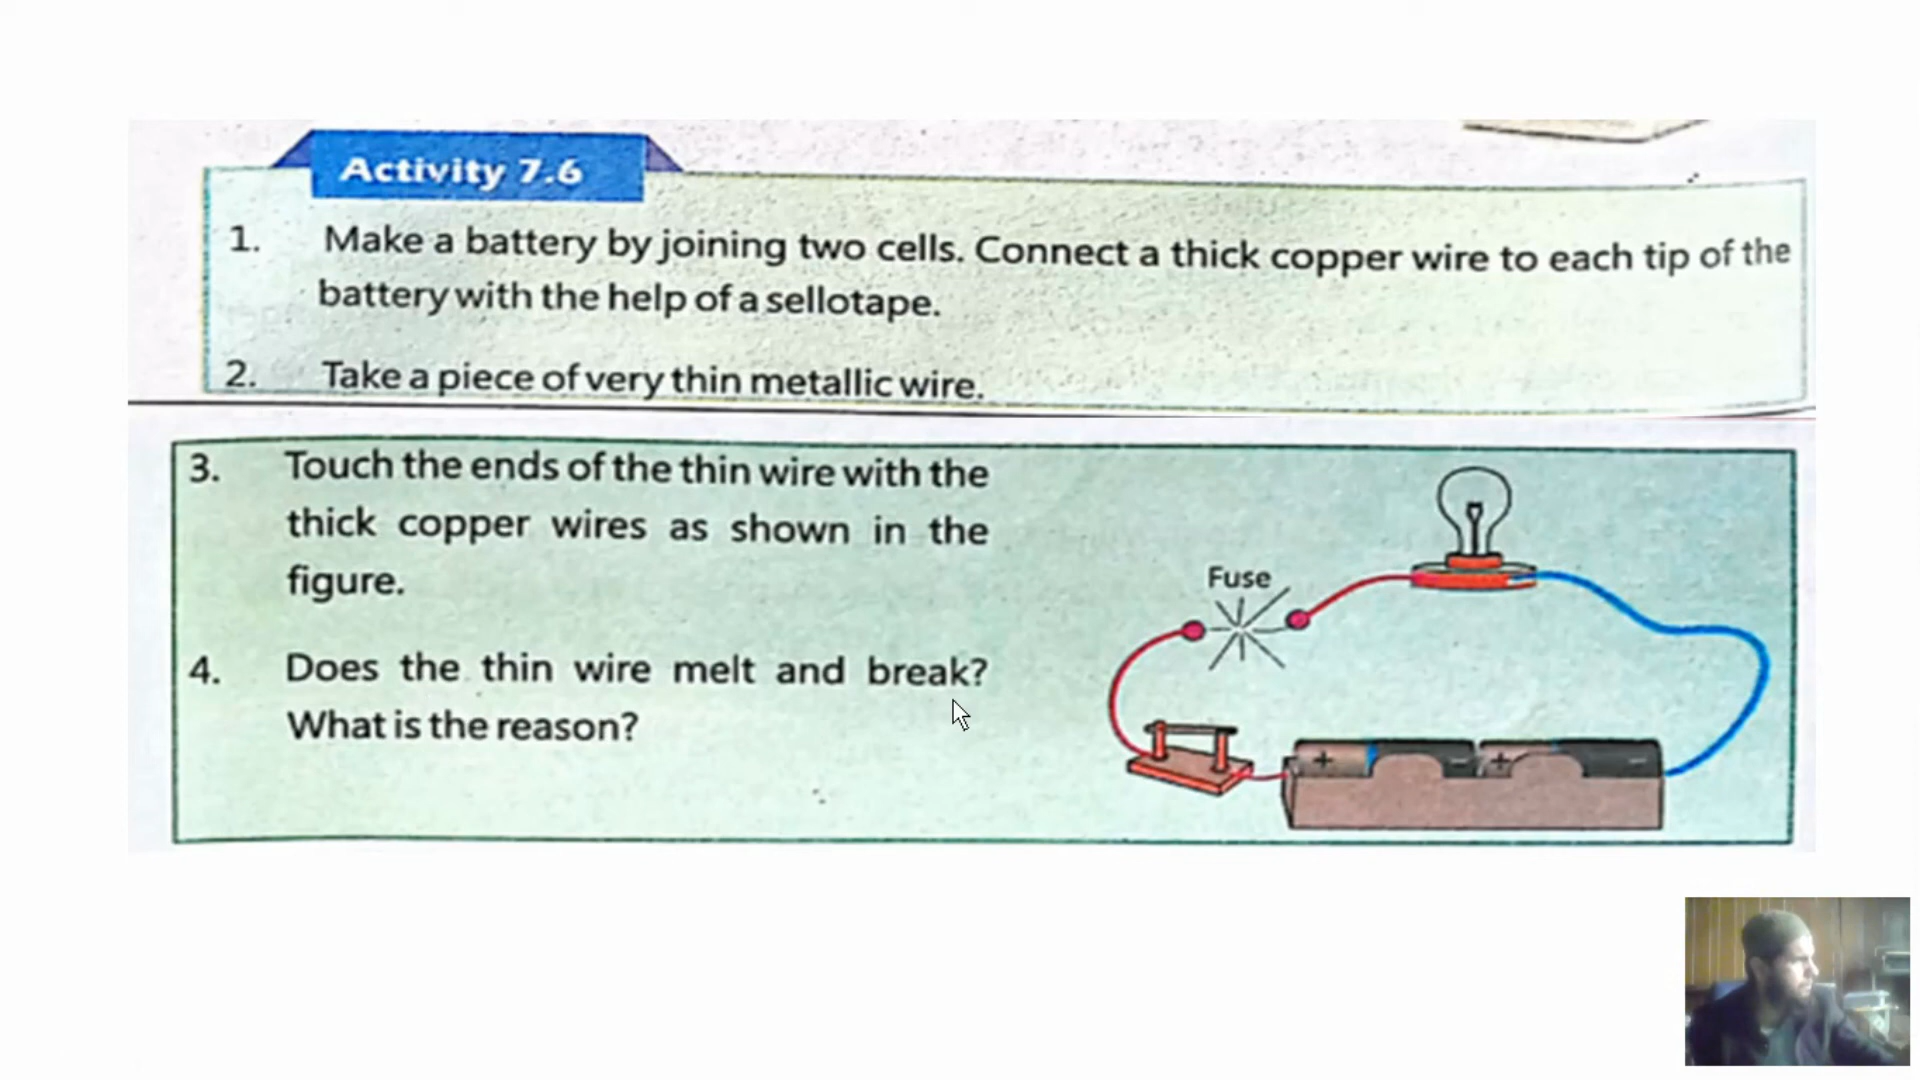 Activity 7.6
1. Make a battery by joining two cells. Connect a thick copper wire to each tip of the
battery with the help of a sellotape.
2. Take a piece of very thin metallic wire.
3. Touch the ends of the thin wire with the
thick copper wires as shown in the
figure.
4. Does the thin wire melt and break?
What is the reason?
Fuse
+ - + -